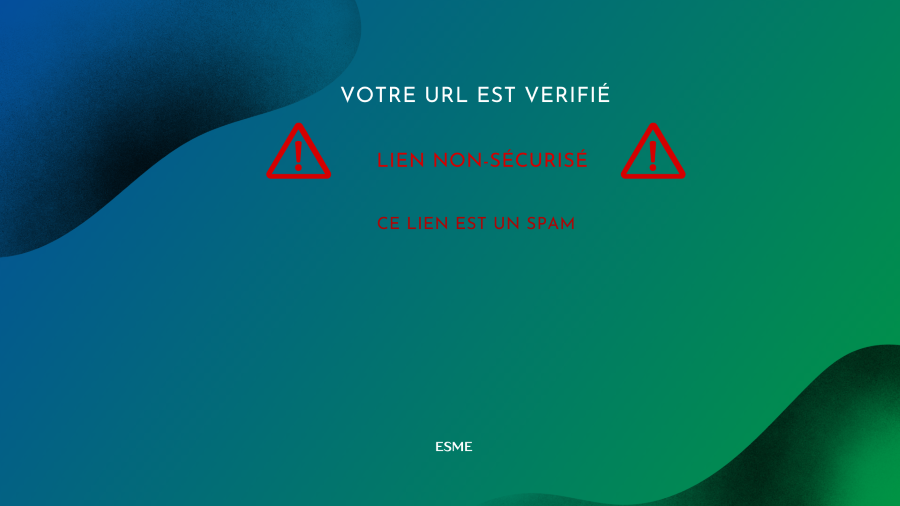 VOTRE URL EST VERIFIÉ
LIEN NON-SÉCURISÉ
CE LIEN EST UN SPAM
ESME